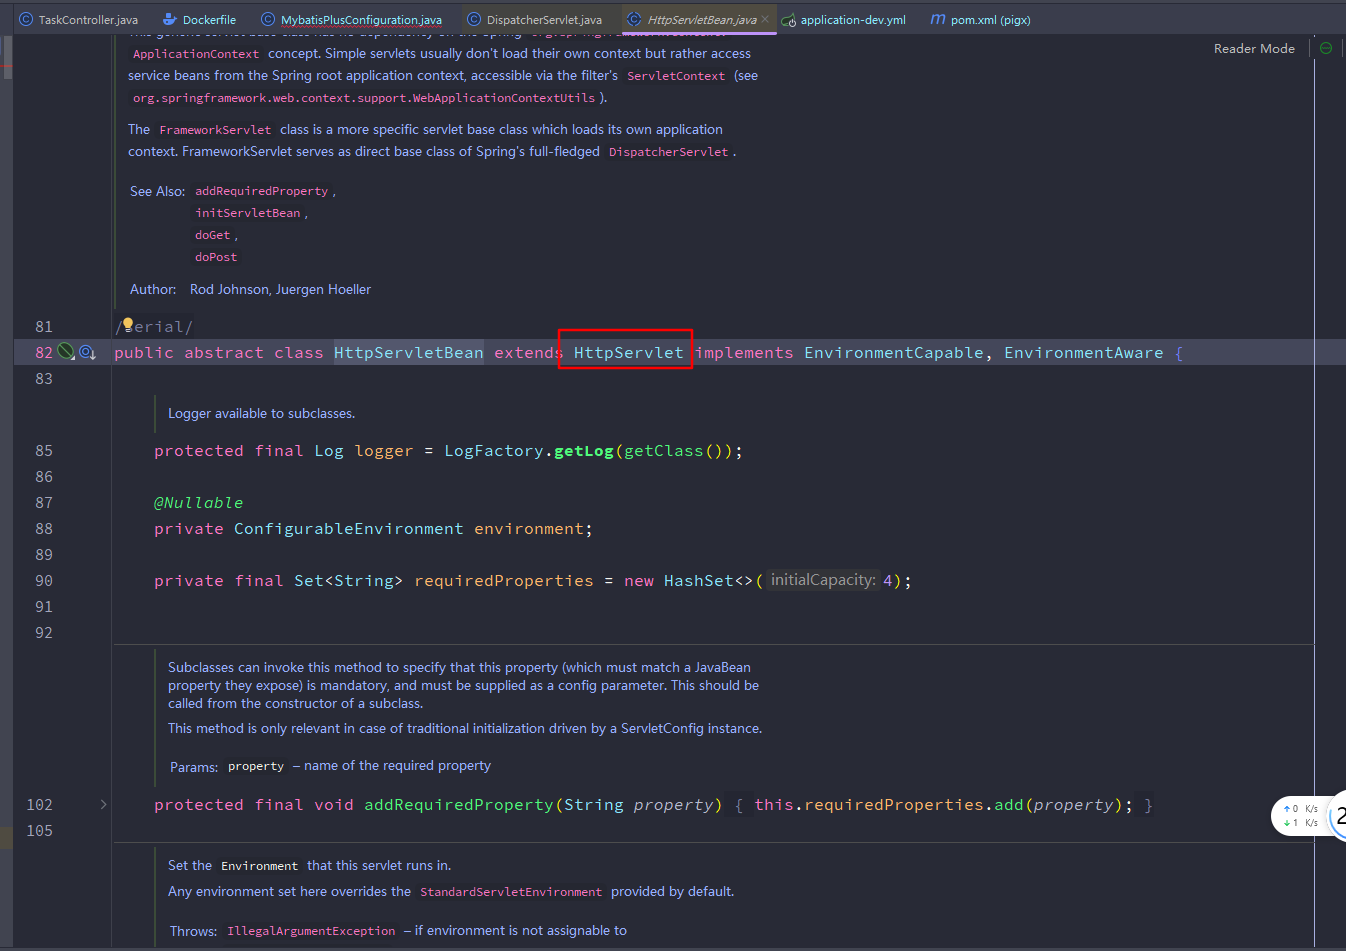 TaskController.java Dockerfile MybatisPlusConfiguration.java DispatcherServlet.java HttpServletBean.java application-dev.yml pom.xml (pigx)
Reader Mode
ApplicationContext concept. Simple servlets usually don't load their own context but rather access
service beans from the Spring root application context, accessible via the filter's ServletContext (see
org.springframework.web.context.support.WebApplicationContextUtils ).
The FrameworkServlet class is a more specific servlet base class which loads its own application
context. FrameworkServlet serves as direct base class of Spring's full-fledged DispatcherServlet .
See Also: addRequiredProperty ,
initServletBean ,
doGet ,
doPost
Author: Rod Johnson, Juergen Hoeller
81 /erial/
82 public abstract class HttpServletBean extends HttpServlet implements EnvironmentCapable, EnvironmentAware {
83
Logger available to subclasses.
85 protected final Log logger = LogFactory.getLog(getClass());
86
87 @Nullable
88 private ConfigurableEnvironment environment;
89
90 private final Set<String> requiredProperties = new HashSet<>( initialCapacity: 4);
91
92
Subclasses can invoke this method to specify that this property (which must match a JavaBean
property they expose) is mandatory, and must be supplied as a config parameter. This should be
called from the constructor of a subclass.
This method is only relevant in case of traditional initialization driven by a ServletConfig instance.
Params: property – name of the required property
102 protected final void addRequiredProperty(String property) { this.requiredProperties.add(property); }
105
↑ 0 K/s
↓ 1 K/s
2
Set the Environment that this servlet runs in.
Any environment set here overrides the StandardServletEnvironment provided by default.
Throws: IllegalArgumentException – if environment is not assignable to